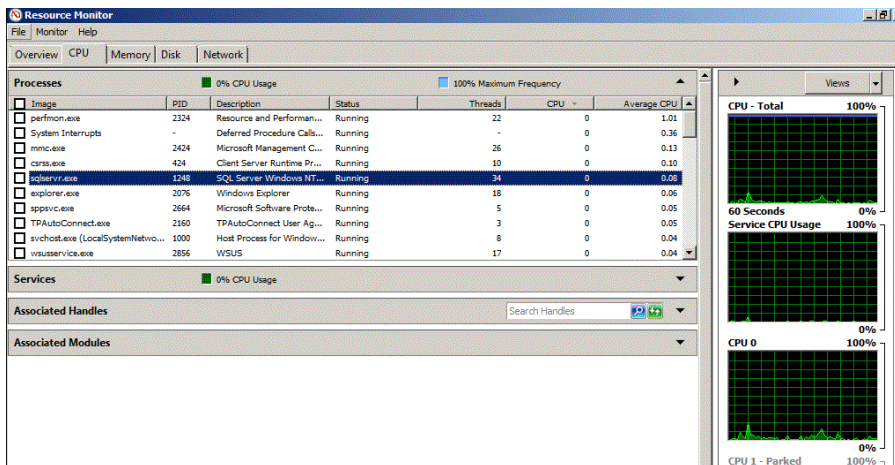 Resource Monitor
File Monitor Help
Overview CPU Memory Disk Network
Processes 0% CPU Usage 100% Maximum Frequency
Image PID Description Status Threads CPU Average CPU
perfmon.exe 2324 Resource and Performan... Running 22 0 1.01
System Interrupts - Deferred Procedure Calls... Running - 0 0.36
mmc.exe 2424 Microsoft Management C... Running 26 0 0.13
csrss.exe 424 Client Server Runtime Pr... Running 10 0 0.10
sqlservr.exe 1248 SQL Server Windows NT... Running 34 0 0.08
explorer.exe 2076 Windows Explorer Running 18 0 0.06
sppsvc.exe 2664 Microsoft Software Prote... Running 5 0 0.05
TPAutoConnect.exe 2160 TPAutoConnect User Ag... Running 3 0 0.05
svchost.exe (LocalSystemNetwo... 1000 Host Process for Window... Running 8 0 0.04
wsusservice.exe 2856 WSUS Running 17 0 0.04
Services 0% CPU Usage
Associated Handles Search Handles
Associated Modules
Views
CPU - Total 100%
60 Seconds 0%
Service CPU Usage 100%
0%
CPU 0 100%
0%
CPU 1 - Parked 100%